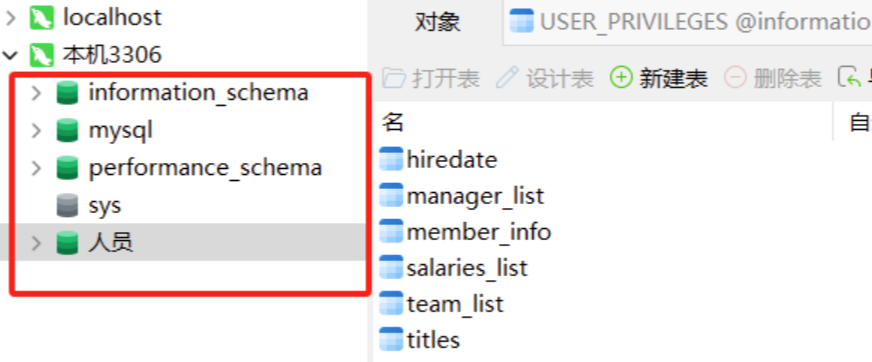 localhost
本机3306
information_schema
mysql
performance_schema
sys
人员
对象 USER_PRIVILEGES @informatio
打开表 设计表 新建表 删除表
名 自
hiredate
manager_list
member_info
salaries_list
team_list
titles